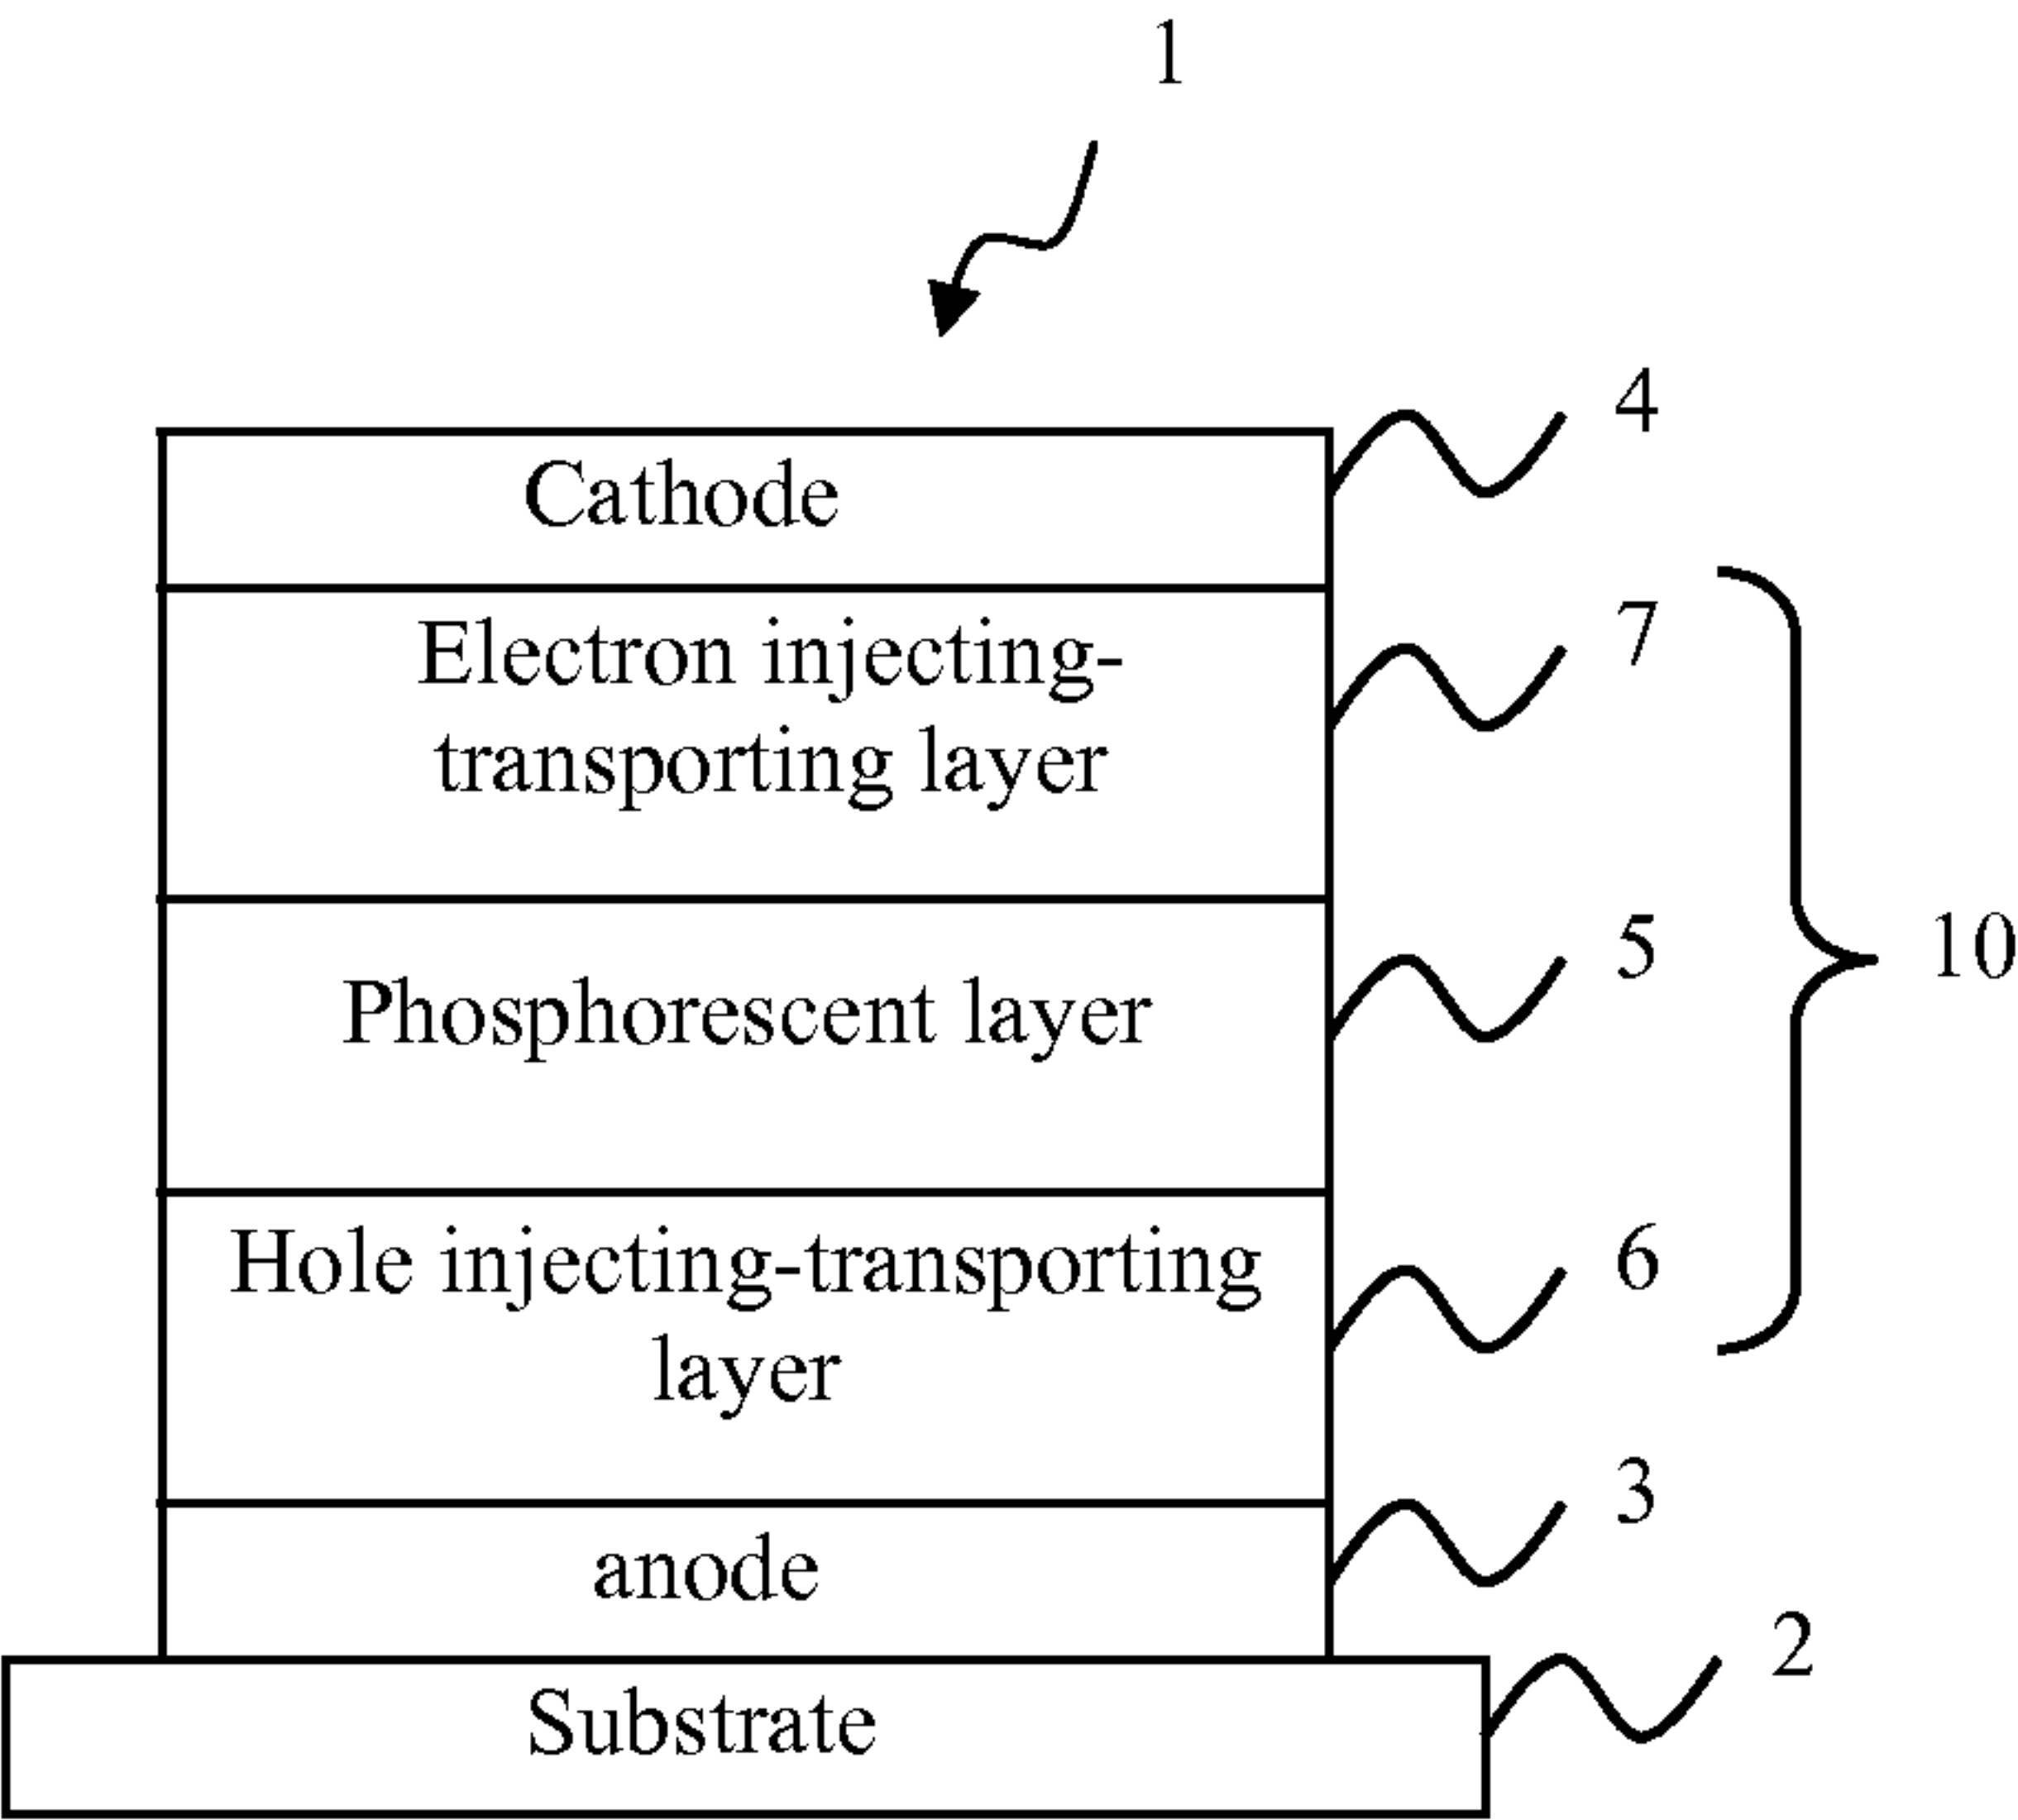 1
Cathode
4
Electron injecting-
transporting layer
7
Phosphorescent layer
5
10
Hole injecting-transporting
layer
6
anode
3
Substrate
2